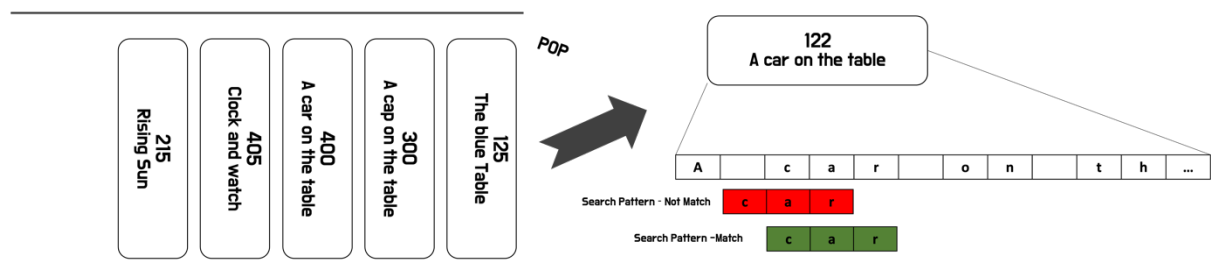 215
Rising Sun
405
Clock and watch
400
A car on the table
300
A cap on the table
125
The blue Table
POP
122
A car on the table
A c a r o n t h ...
Search Pattern - Not Match c a r
Search Pattern -Match c a r